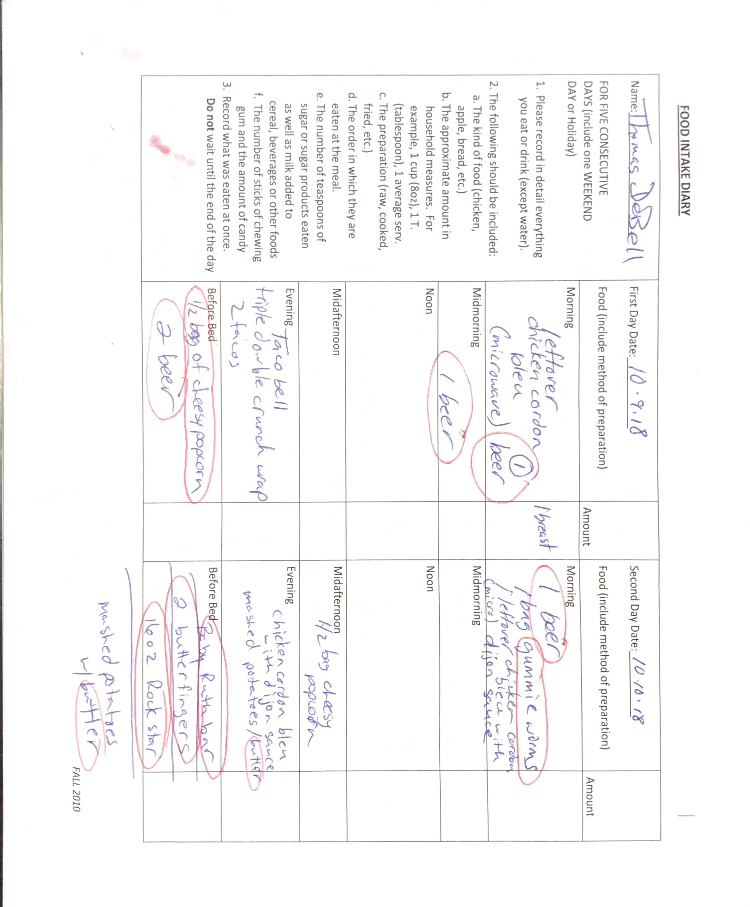 FOOD INTAKE DIARY
Name: Thomas DeBell
FOR FIVE CONSECUTIVE
DAYS (include one WEEKEND
DAY or Holiday)
1. Please record in detail everything
you eat or drink (except water).
2. The following should be included:
a. The kind of food (chicken,
apple, bread, etc.)
b. The approximate amount in
household measures. For
example, 1 cup (8oz), 1 T.
(tablespoon), 1 average serv.
c. The preparation (raw, cooked,
fried, etc.)
d. The order in which they are
eaten at the meal.
e. The number of teaspoons of
sugar or sugar products eaten
as well as milk added to
cereal, beverages or other foods
f. The number of sticks of chewing
gum and the amount of candy
3. Record what was eaten at once.
Do not wait until the end of the day
First Day Date: 10.9.18
Food (include method of preparation)
Amount
Morning
leftover
chicken cordon
bleu
(microwave) 1 beer
1 breast
Midmorning
1 beer
Noon
Midafternoon
Evening
Taco bell
triple double crunch wrap
2 tacos
Before Bed
1/2 bag of cheesy popcorn
2 beer
Second Day Date: 10.10.18
Food (include method of preparation)
Amount
Morning
1 beer
1 bag gummie worms
1 leftover chicken cordon
bleu with
(micro) dijon sauce
Midmorning
Noon
Midafternoon
1/2 bag cheesy
popcorn
Evening
chicken cordon bleu
with dijon sauce
mashed potatoes/butter
Before Bed
Baby Ruth bar
2 butterfingers
16oz Rockstar
mashed potatoes
w/butter
FALL 2010